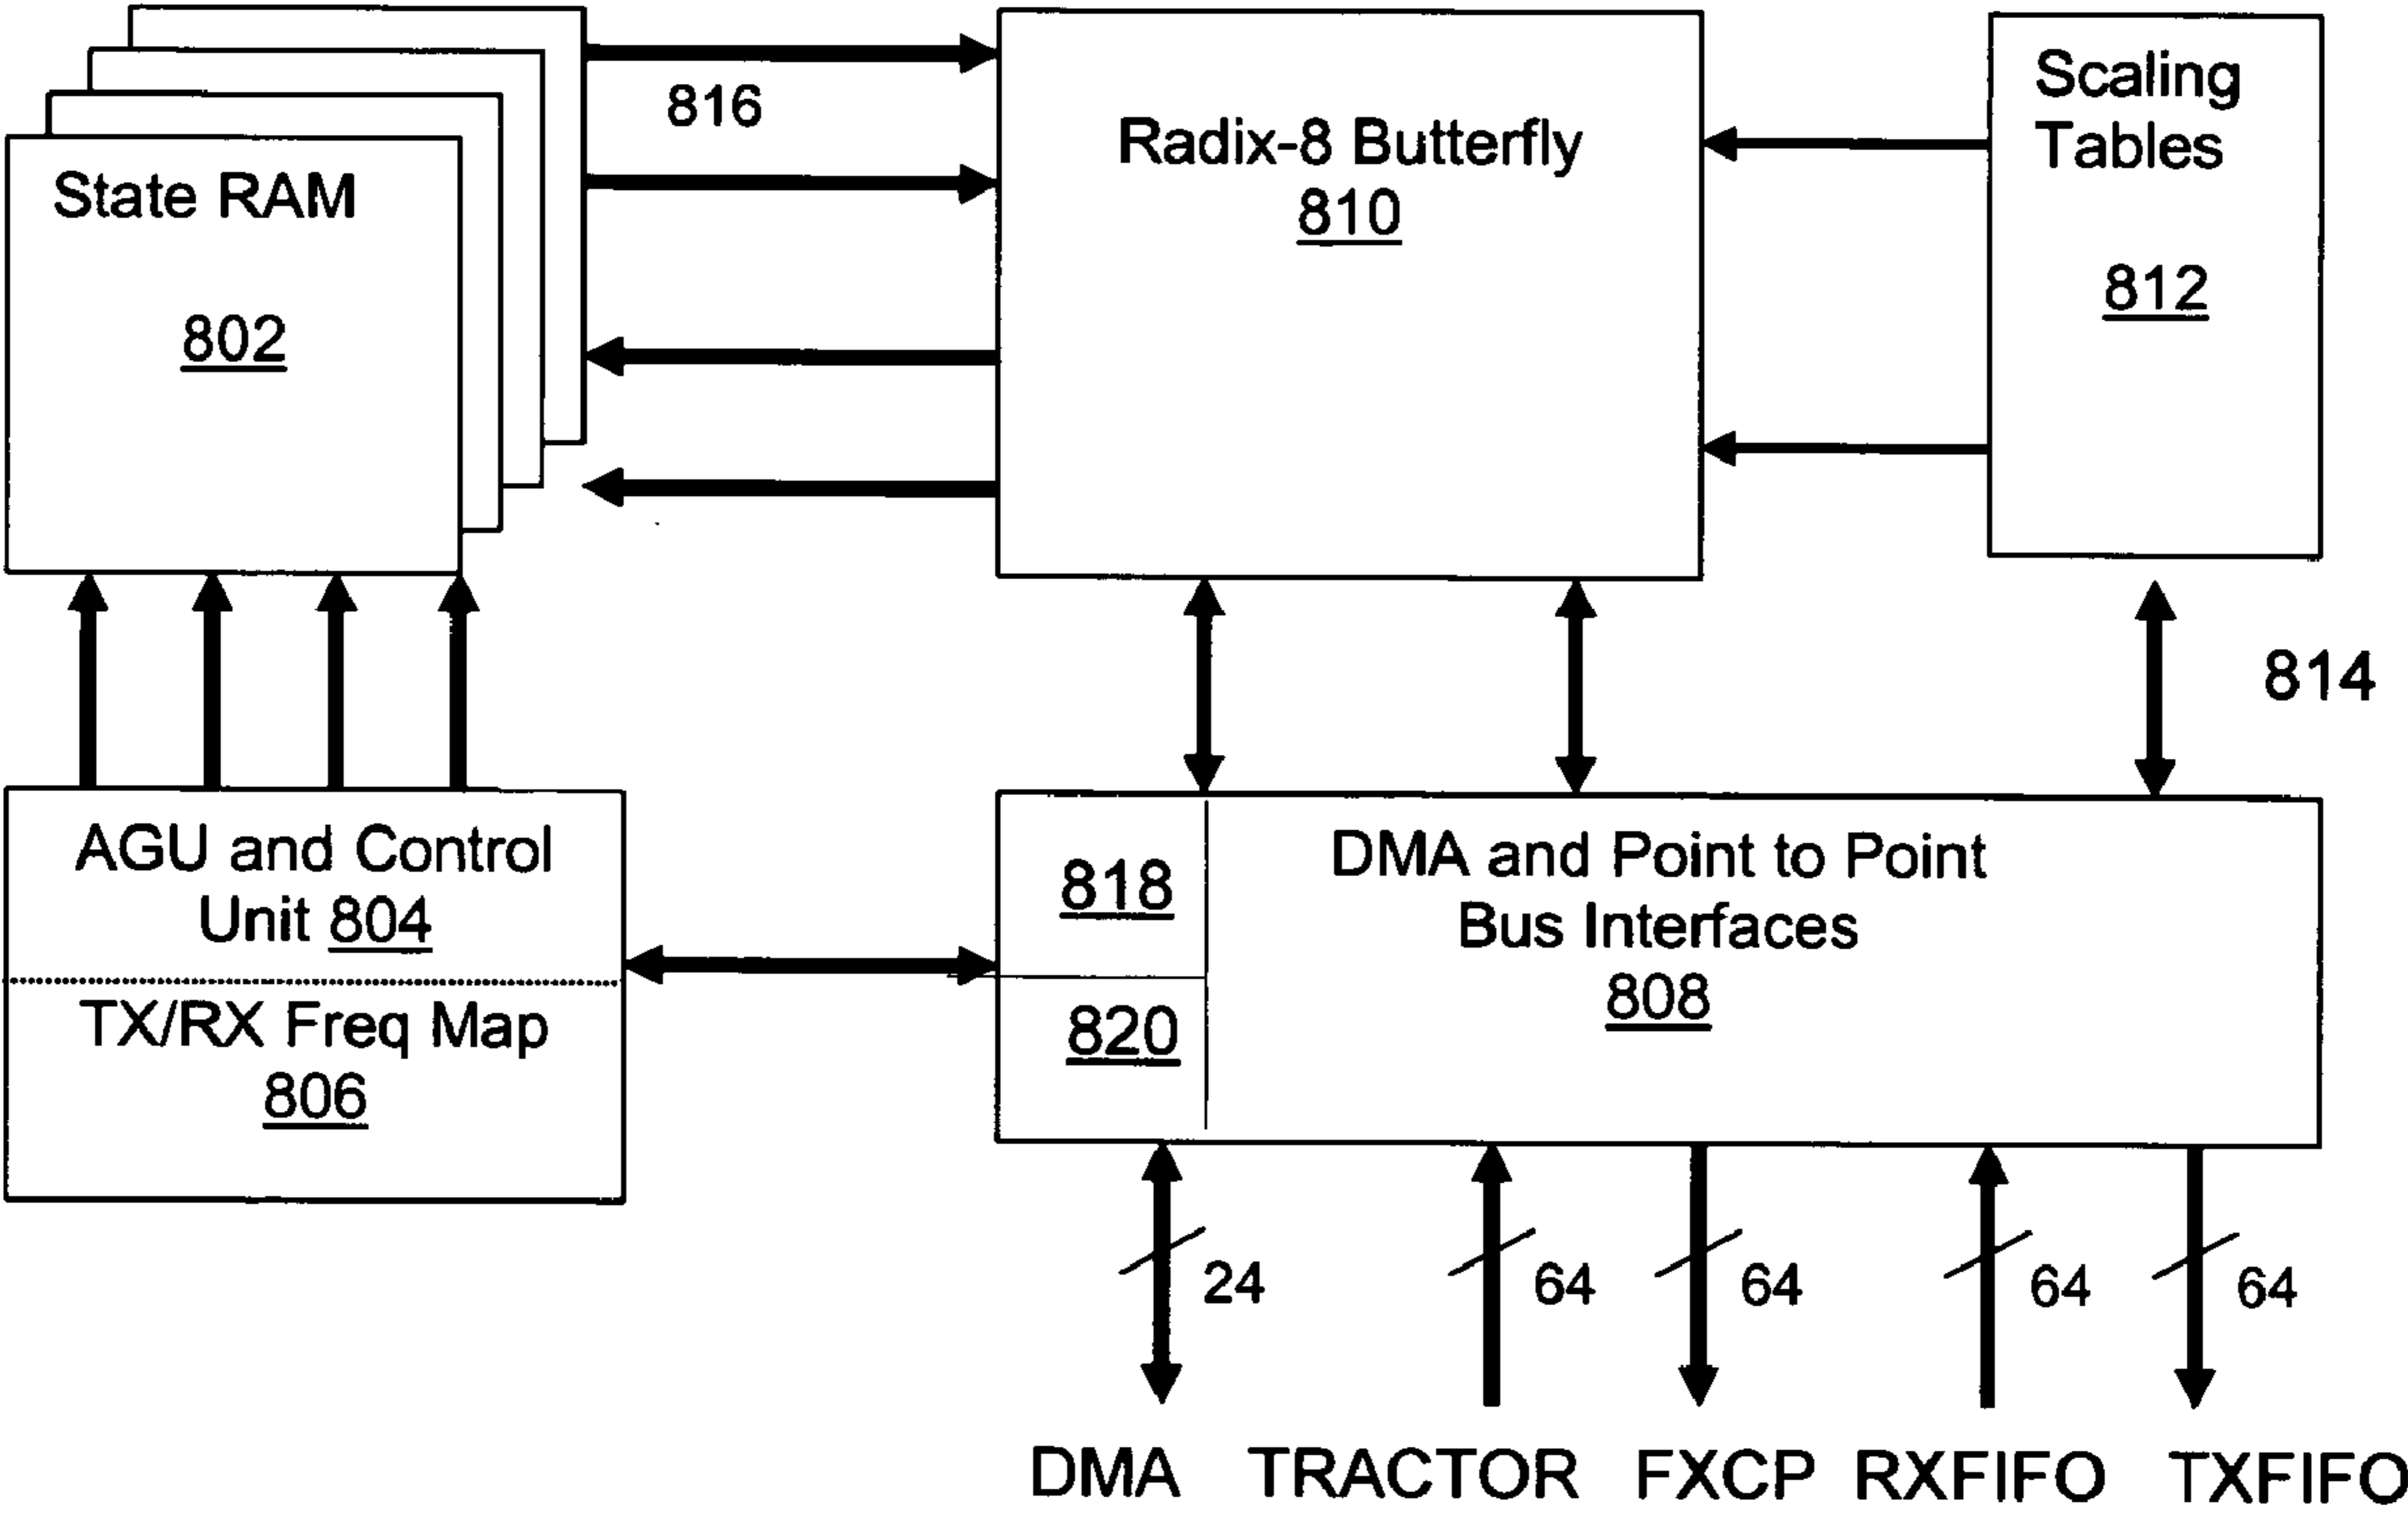 State RAM
802
816
Radix-8 Butterfly
810
Scaling
Tables
812
814
AGU and Control
Unit 804
TX/RX Freq Map
806
818
820
DMA and Point to Point
Bus Interfaces
808
24
64
64
64
64
DMA
TRACTOR
FXCP
RXFIFO
TXFIFO